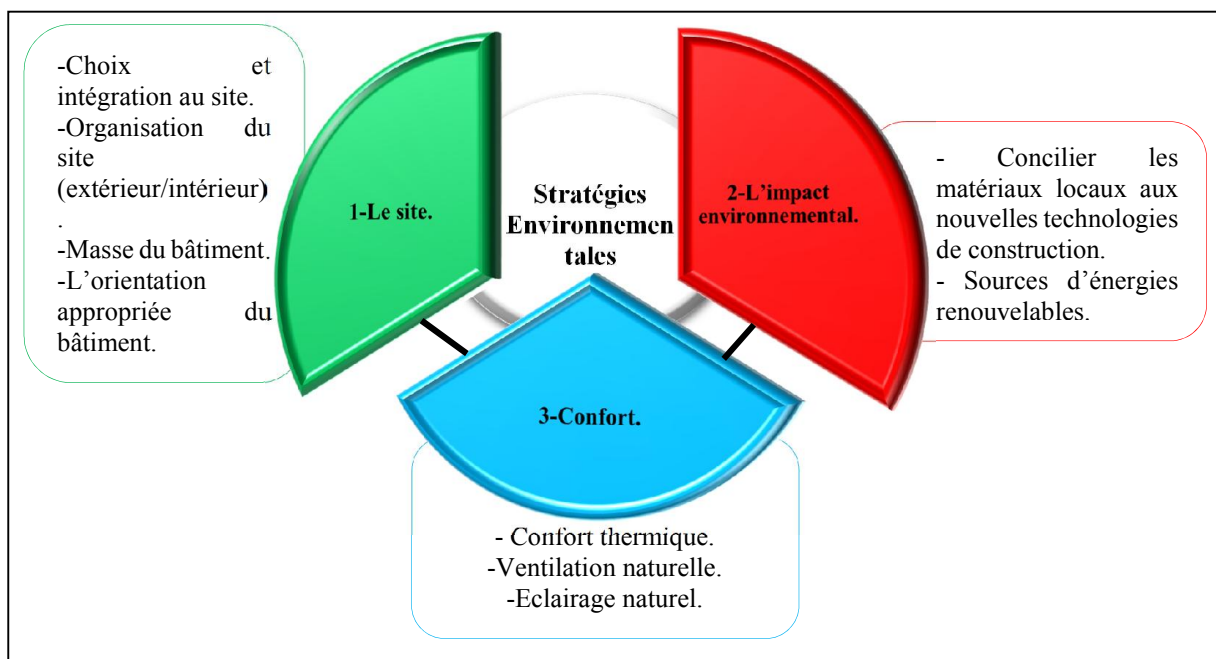 -Choix et
intégration au site.
-Organisation du
site
(extérieur/intérieur)
.
-Masse du bâtiment.
-L’orientation
appropriée du
bâtiment.
1-Le site.
Stratégies
Environnemen
tales
2-L’impact
environnemental.
- Concilier les
matériaux locaux aux
nouvelles technologies
de construction.
- Sources d’énergies
renouvelables.
3-Confort.
- Confort thermique.
-Ventilation naturelle.
-Eclairage naturel.